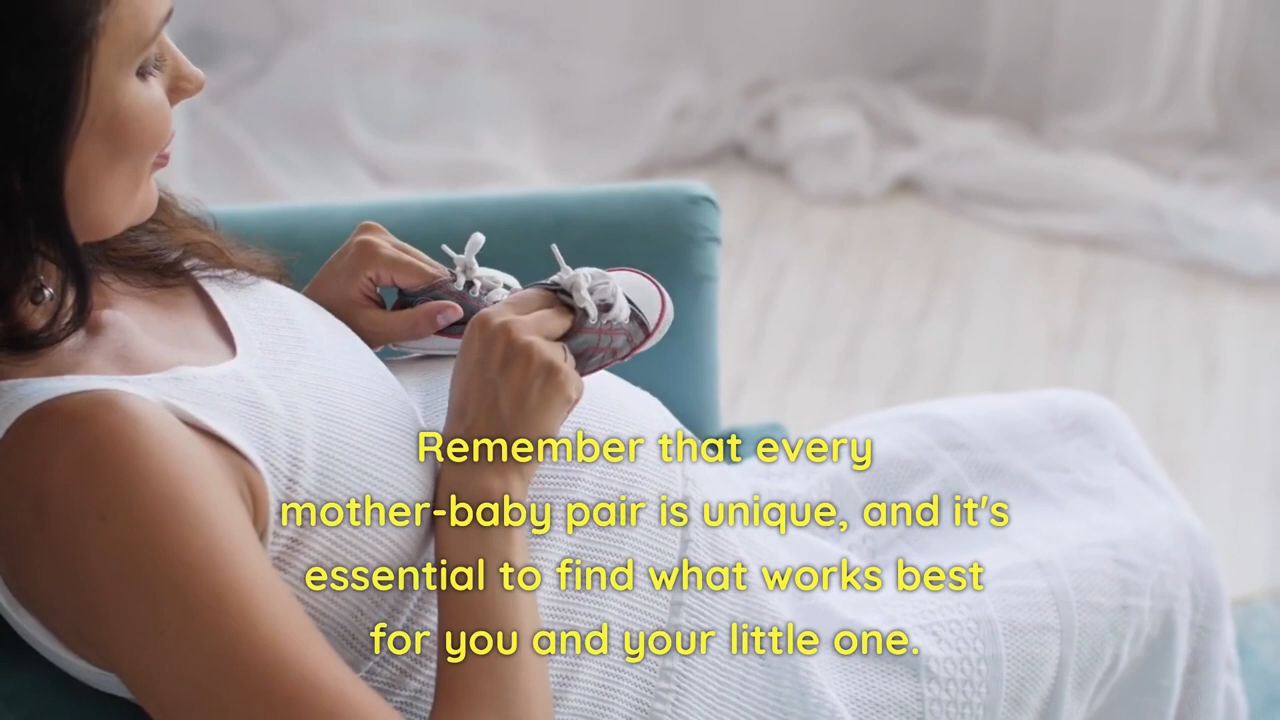 Remember that every
mother-baby pair is unique, and it's
essential to find what works best
for you and your little one.